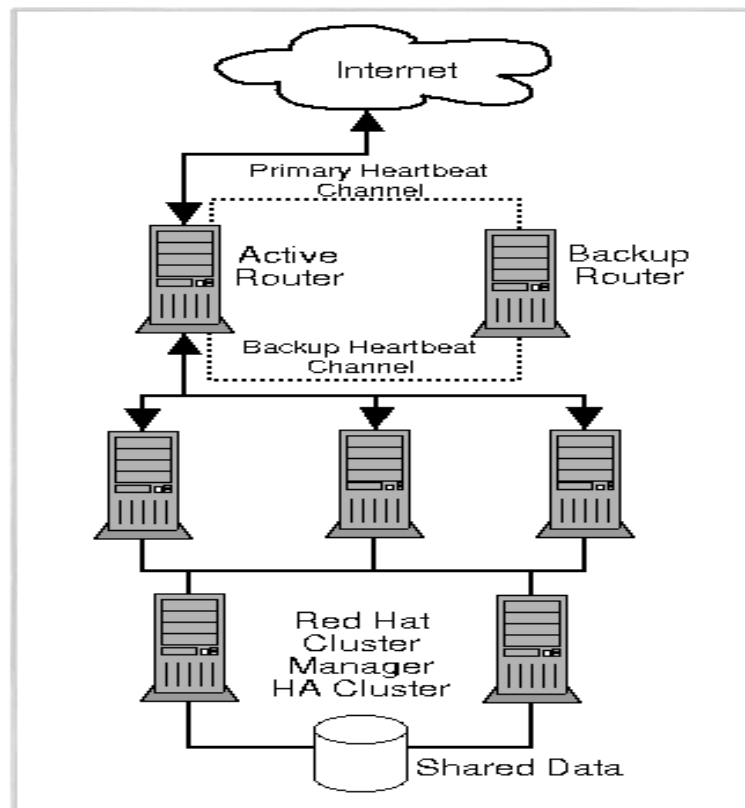 Internet
Primary Heartbeat
Channel
Active
Router
Backup
Router
Backup Heartbeat
Channel
Red Hat
Cluster
Manager
HA Cluster
Shared Data